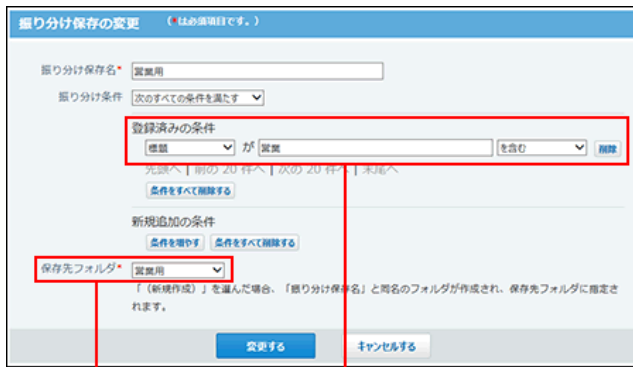 振り分け保存の変更 (*は必須項目です。)
振り分け保存名* 営業用
振り分け条件 次のすべての条件を満たす
登録済みの条件
標題 が 営業 を含む 削除
先頭へ | 前の 20 件へ | 次の 20 件へ | 末尾へ
条件をすべて削除する
新規追加の条件
条件を増やす 条件をすべて削除する
保存先フォルダ* 営業用
「(新規作成)」を選んだ場合、「振り分け保存名」と同名のフォルダが作成され、保存先フォルダに指定さ
れます。
変更する キャンセルする